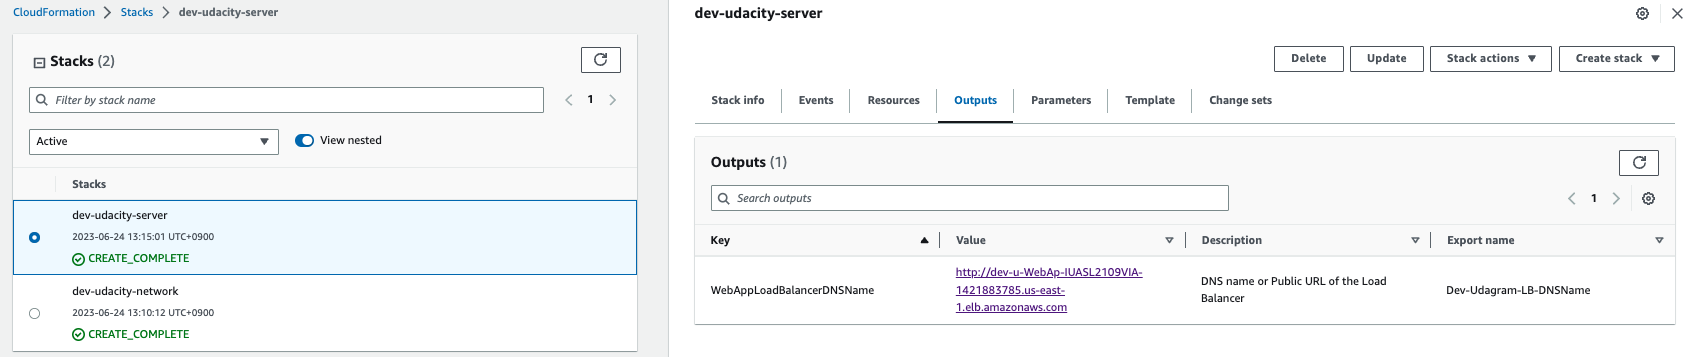 CloudFormation > Stacks > dev-udacity-server
Stacks (2)
Filter by stack name
1
Active
View nested
Stacks
dev-udacity-server
2023-06-24 13:15:01 UTC+0900
CREATE_COMPLETE
dev-udacity-network
2023-06-24 13:10:12 UTC+0900
CREATE_COMPLETE
dev-udacity-server
Delete Update Stack actions Create stack
Stack info Events Resources Outputs Parameters Template Change sets
Outputs (1)
Search outputs
1
Key Value Description Export name
WebAppLoadBalancerDNSName
http://dev-u-WebAp-IUASL2109VIA-
1421883785.us-east-
1.elb.amazonaws.com
DNS name or Public URL of the Load
Balancer
Dev-Udagram-LB-DNSName